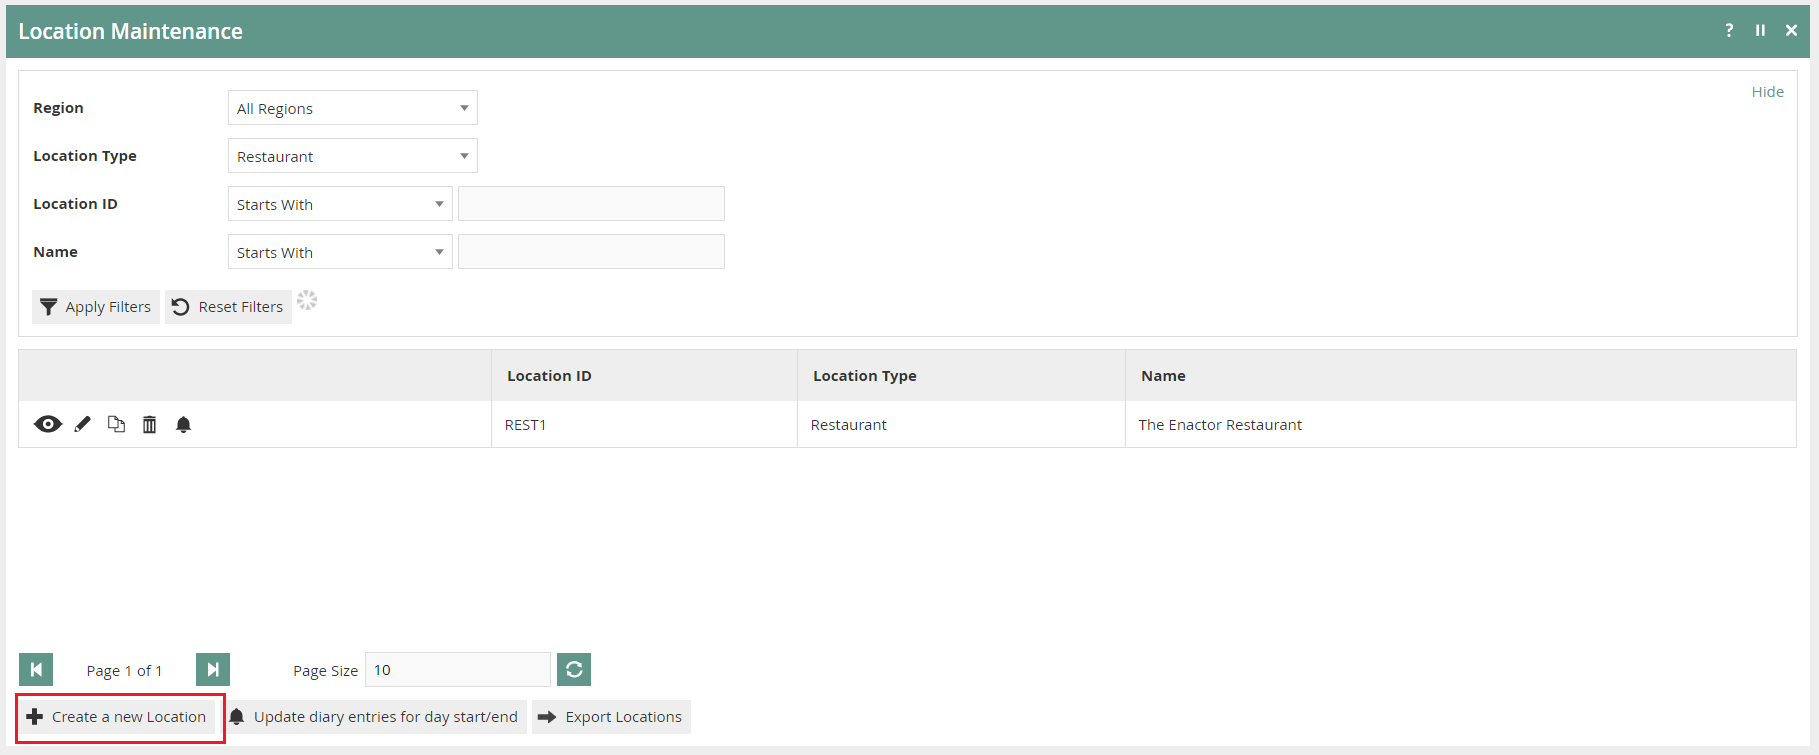 Location Maintenance ?
Hide
Region All Regions
Location Type Restaurant
Location ID Starts With
Name Starts With
Apply Filters Reset Filters
Location ID Location Type Name
REST1 Restaurant The Enactor Restaurant
Page 1 of 1 Page Size 10
Create a new Location Update diary entries for day start/end Export Locations